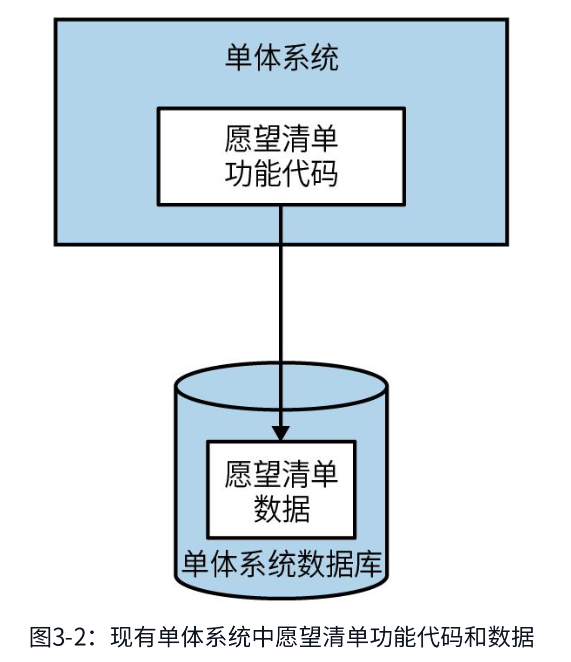 单体系统
愿望清单
功能代码
愿望清单
数据
单体系统数据库
图3-2：现有单体系统中愿望清单功能代码和数据